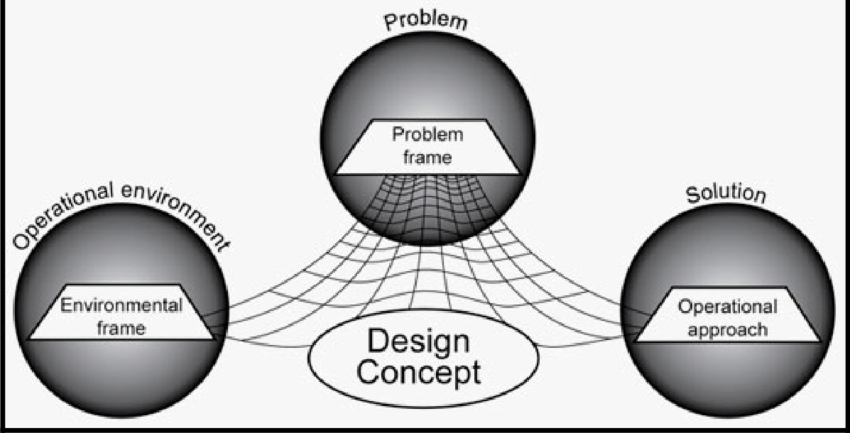 Problem
Problem
frame
Operational environment
Environmental
frame
Solution
Operational
approach
Design
Concept